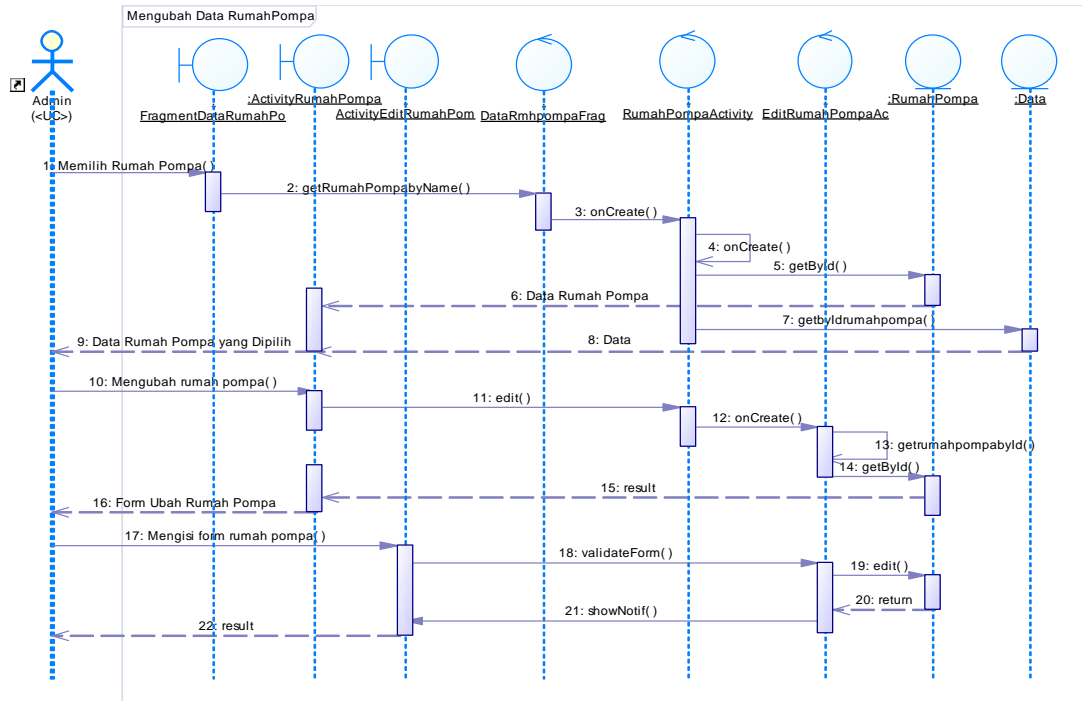 Mengubah Data RumahPompa
Admin
(<UC>)
FragmentDataRumahPo
:ActivityRumahPompa
ActivityEditRumahPom
DataRmhpompaFrag
RumahPompaActivity
EditRumahPompaAc
:RumahPompa
:Data
1: Memilih Rumah Pompa( )
2: getRumahPompabyName( )
3: onCreate( )
4: onCreate( )
5: getById( )
6: Data Rumah Pompa
7: getbyIdrumahpompa( )
8: Data
9: Data Rumah Pompa yang Dipilih
10: Mengubah rumah pompa( )
11: edit( )
12: onCreate( )
13: getrumahpompabyId( )
14: getById( )
15: result
16: Form Ubah Rumah Pompa
17: Mengisi form rumah pompa( )
18: validateForm( )
19: edit( )
20: return
21: showNotif( )
22: result